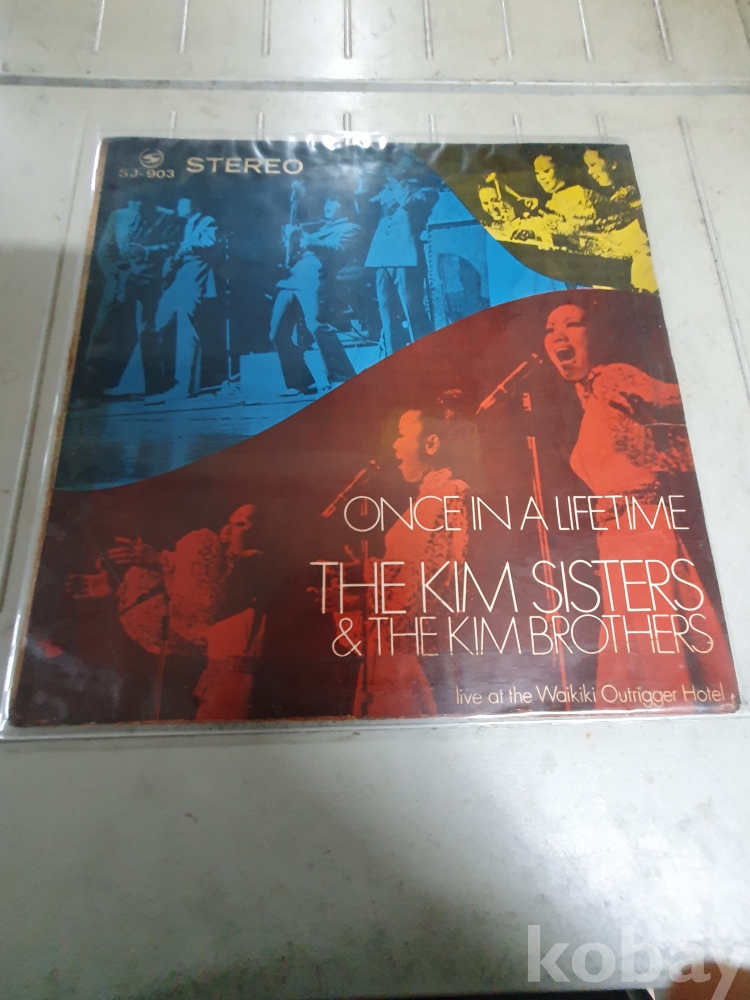 SJ-903 STEREO
ONCE IN A LIFETIME
THE KIM SISTERS
& THE KIM BROTHERS
live at the Waikiki Outrigger Hotel
kobay